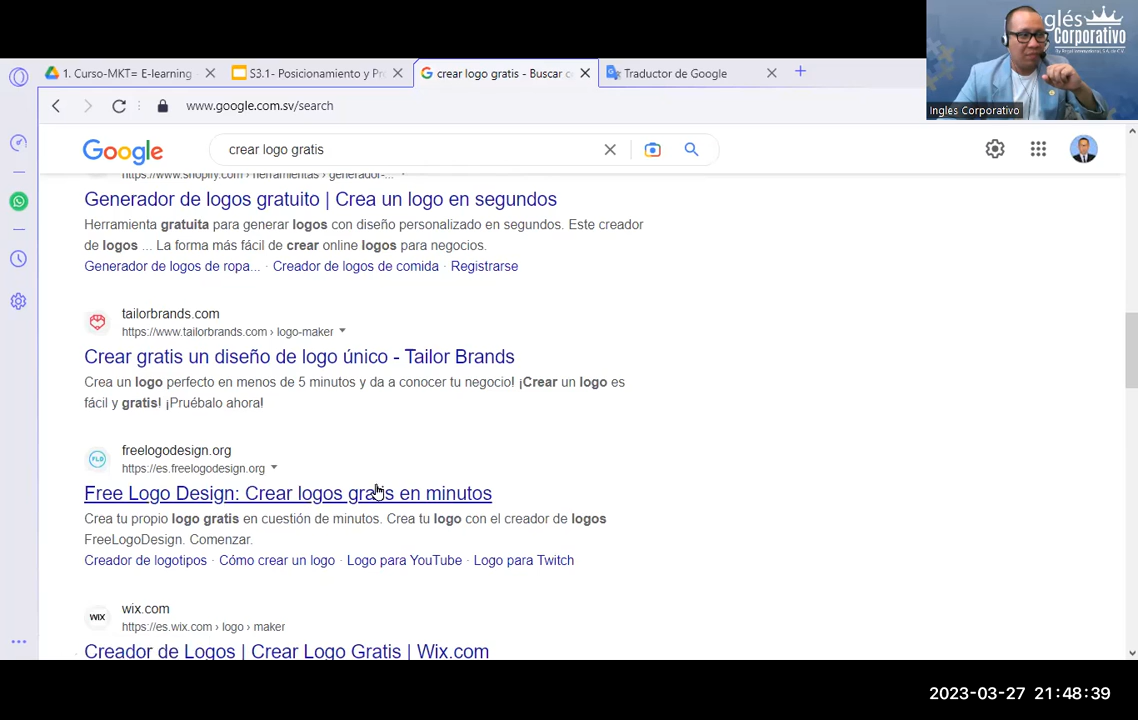 1. Curso-MKT= E-learning
S3.1- Posicionamiento y Pr
crear logo gratis - Buscar c
Traductor de Google
www.google.com.sv/search
glés
Corporativo
Ingles Corporativo
Google
crear logo gratis
https://www.shopify.com › herramientas › generador-...
Generador de logos gratuito | Crea un logo en segundos
Herramienta gratuita para generar logos con diseño personalizado en segundos. Este creador
de logos ... La forma más fácil de crear online logos para negocios.
Generador de logos de ropa... · Creador de logos de comida · Registrarse
tailorbrands.com
https://www.tailorbrands.com › logo-maker
Crear gratis un diseño de logo único - Tailor Brands
Crea un logo perfecto en menos de 5 minutos y da a conocer tu negocio! ¡Crear un logo es
fácil y gratis! ¡Pruébalo ahora!
FLD
freelogodesign.org
https://es.freelogodesign.org
Free Logo Design: Crear logos gratis en minutos
Crea tu propio logo gratis en cuestión de minutos. Crea tu logo con el creador de logos
FreeLogoDesign. Comenzar.
Creador de logotipos · Cómo crear un logo · Logo para YouTube · Logo para Twitch
WIX
wix.com
https://es.wix.com › logo › maker
Creador de Logos | Crear Logo Gratis | Wix.com
2023-03-27 21:48:39